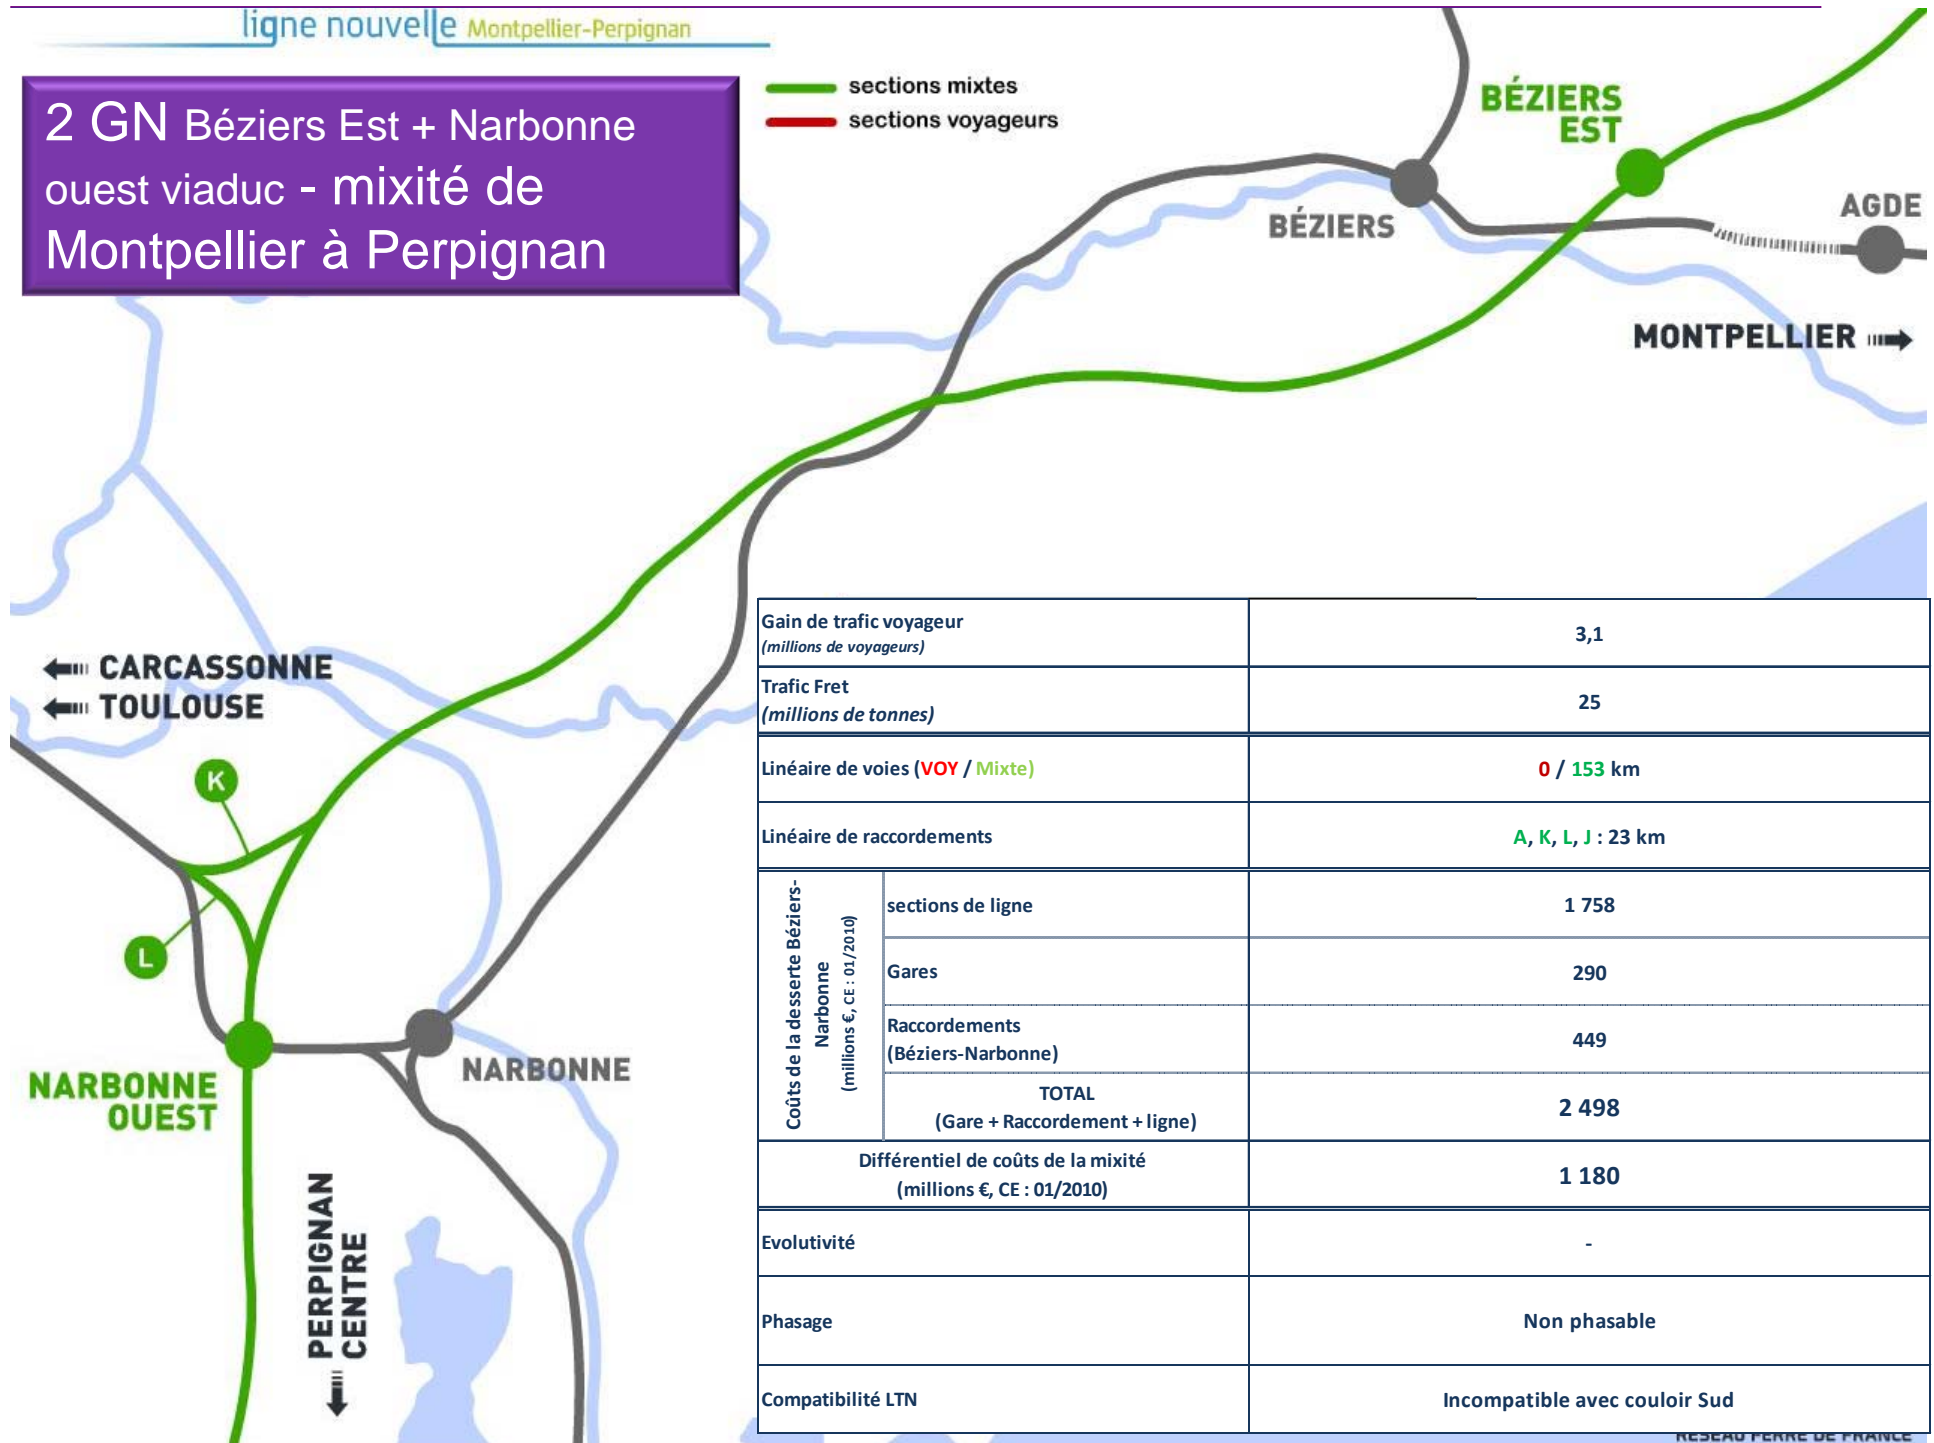 ligne nouvelle Montpellier-Perpignan
2 GN Béziers Est + Narbonne
ouest viaduc - mixité de
Montpellier à Perpignan
sections mixtes
sections voyageurs
BÉZIERS
EST
BÉZIERS
AGDE
MONTPELLIER
CARCASSONNE
TOULOUSE
K
L
NARBONNE
OUEST
NARBONNE
PERPIGNAN
CENTRE
Gain de trafic voyageur
(millions de voyageurs)
3,1
Trafic Fret
(millions de tonnes)
25
Linéaire de voies (VOY / Mixte)
0 / 153 km
Linéaire de raccordements
A, K, L, J : 23 km
Coûts de la desserte Béziers-
Narbonne
(millions €, CE : 01/2010)
sections de ligne
1 758
Gares
290
Raccordements
(Béziers-Narbonne)
449
TOTAL
(Gare + Raccordement + ligne)
2 498
Différentiel de coûts de la mixité
(millions €, CE : 01/2010)
1 180
Evolutivité
-
Phasage
Non phasable
Compatibilité LTN
Incompatible avec couloir Sud
RÉSEAU FERRÉ DE FRANCE